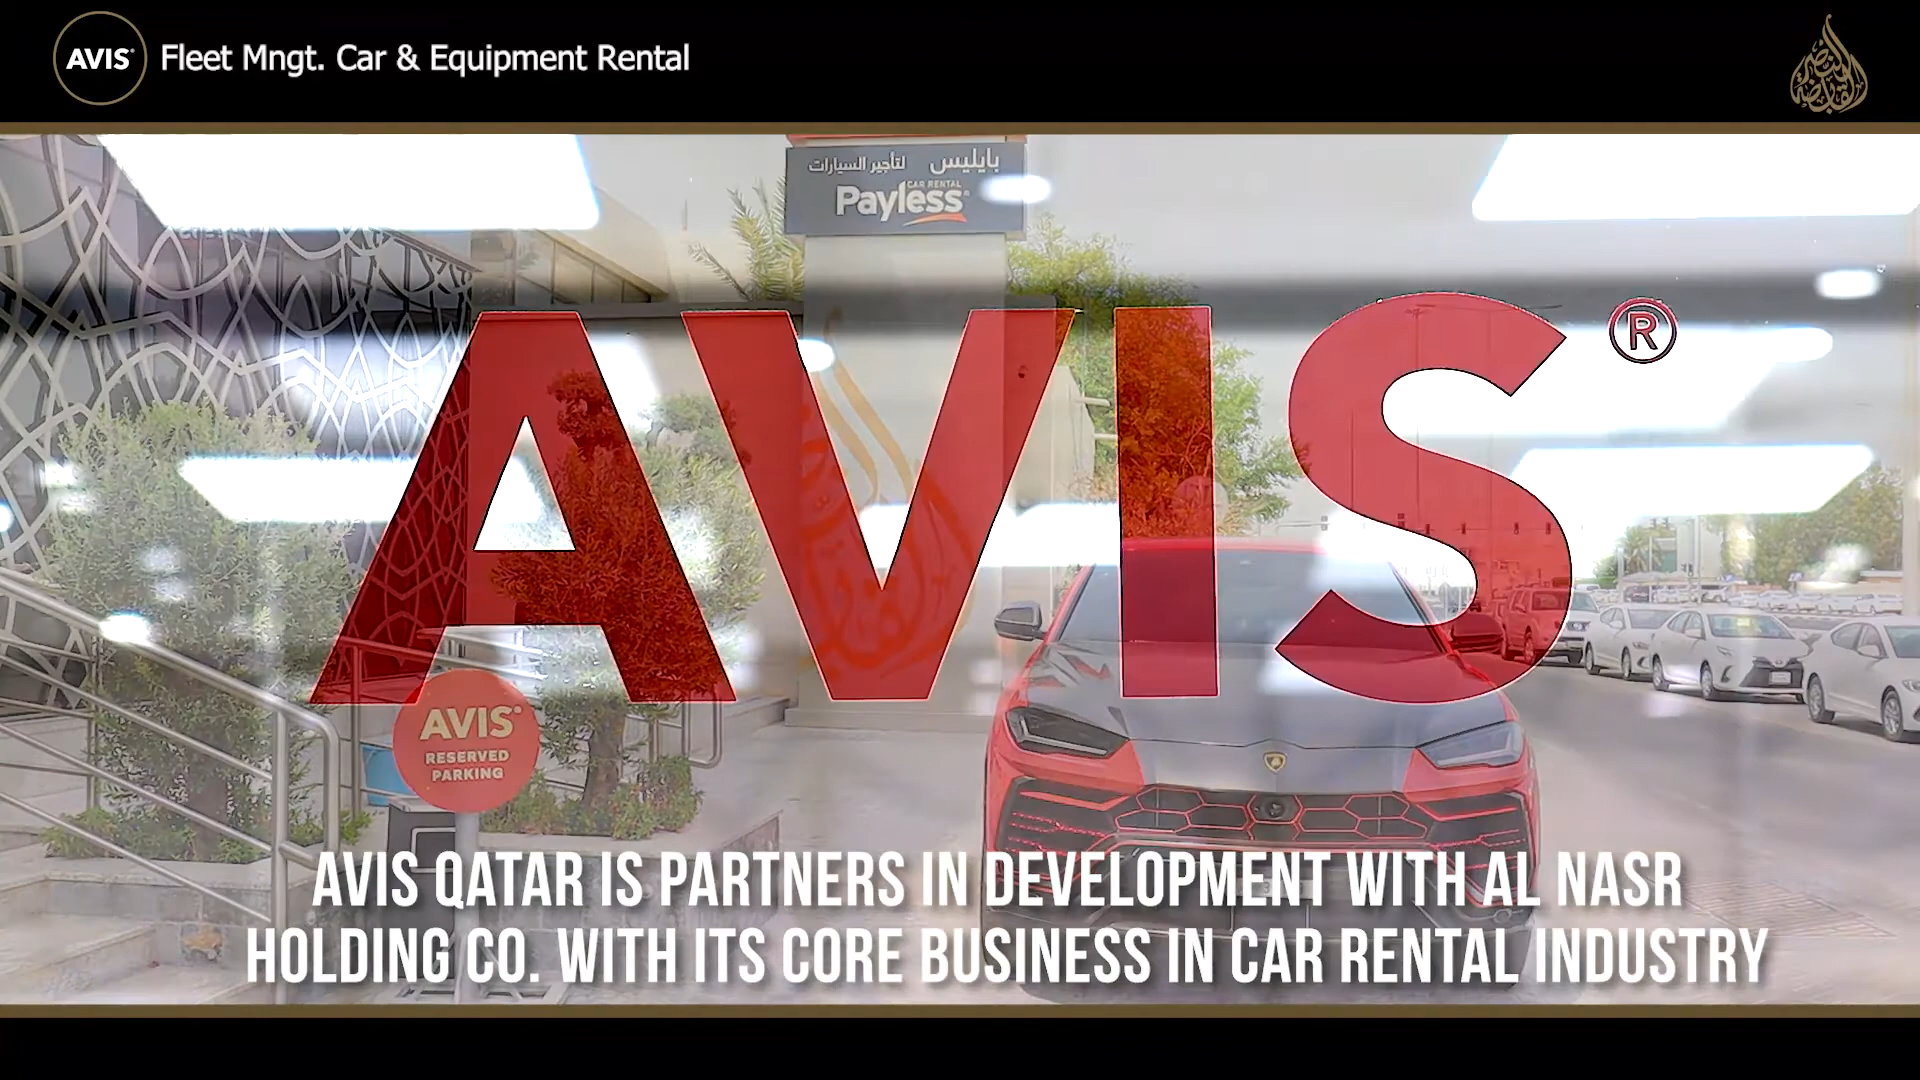 AVIS®
Fleet Mngt. Car & Equipment Rental
بايليس لتأجير السيارات
CAR RENTAL
Payless®
AVIS®
AVIS®
RESERVED
PARKING
AVIS QATAR IS PARTNERS IN DEVELOPMENT WITH AL NASR
HOLDING CO. WITH ITS CORE BUSINESS IN CAR RENTAL INDUSTRY